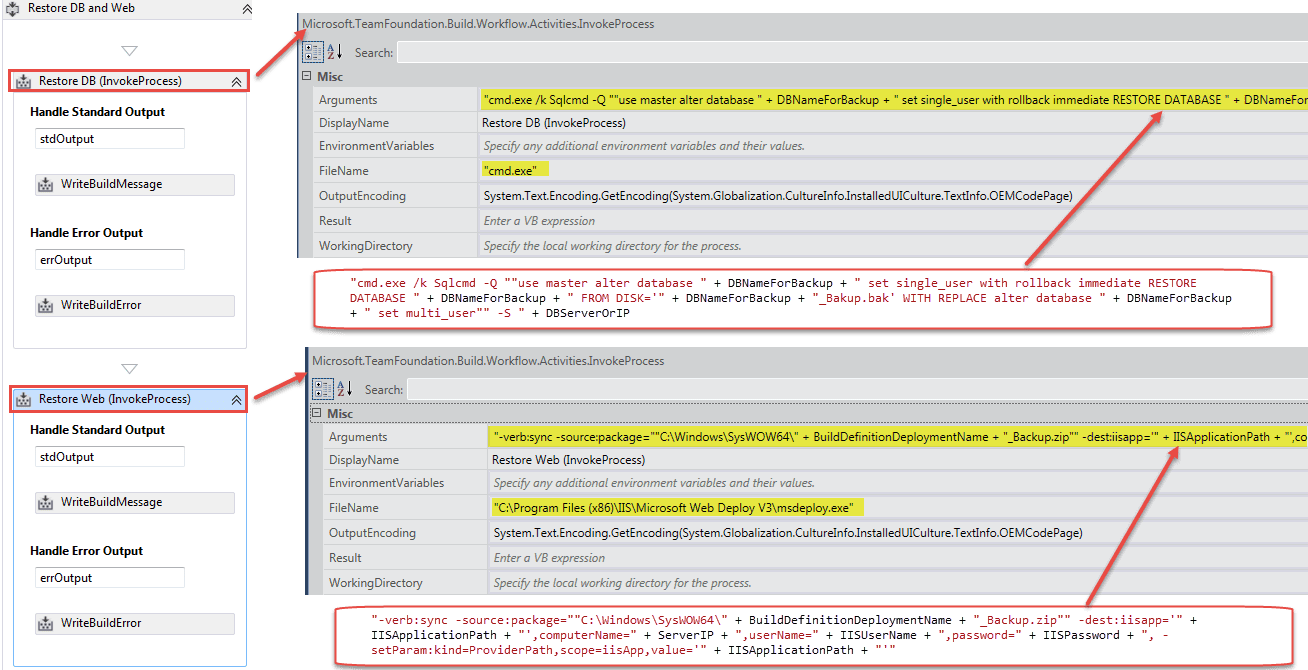 Restore DB and Web
Restore DB (InvokeProcess)
Handle Standard Output
stdOutput
WriteBuildMessage
Handle Error Output
errOutput
WriteBuildError
Restore Web (InvokeProcess)
Handle Standard Output
stdOutput
WriteBuildMessage
Handle Error Output
errOutput
WriteBuildError
Microsoft.TeamFoundation.Build.Workflow.Activities.InvokeProcess
Search:
Misc
Arguments "cmd.exe /k Sqlcmd -Q ""use master alter database " + DBNameForBackup + " set single_user with rollback immediate RESTORE DATABASE " + DBNameFor
DisplayName Restore DB (InvokeProcess)
EnvironmentVariables Specify any additional environment variables and their values.
FileName "cmd.exe"
OutputEncoding System.Text.Encoding.GetEncoding(System.Globalization.CultureInfo.InstalledUICulture.TextInfo.OEMCodePage)
Result Enter a VB expression
WorkingDirectory Specify the local working directory for the process.
"cmd.exe /k Sqlcmd -Q ""use master alter database " + DBNameForBackup + " set single_user with rollback immediate RESTORE
DATABASE " + DBNameForBackup + " FROM DISK='" + DBNameForBackup + "_Bakup.bak' WITH REPLACE alter database " + DBNameForBackup
+ " set multi_user"" -S " + DBServerOrIP
Microsoft.TeamFoundation.Build.Workflow.Activities.InvokeProcess
Search:
Misc
Arguments "-verb:sync -source:package=""C:\Windows\SysWOW64\" + BuildDefinitionDeploymentName + "_Backup.zip"" -dest:iisapp='" + IISApplicationPath + "',co
DisplayName Restore Web (InvokeProcess)
EnvironmentVariables Specify any additional environment variables and their values.
FileName "C:\Program Files (x86)\IIS\Microsoft Web Deploy V3\msdeploy.exe"
OutputEncoding System.Text.Encoding.GetEncoding(System.Globalization.CultureInfo.InstalledUICulture.TextInfo.OEMCodePage)
Result Enter a VB expression
WorkingDirectory Specify the local working directory for the process.
"-verb:sync -source:package=""C:\Windows\SysWOW64\" + BuildDefinitionDeploymentName + "_Backup.zip"" -dest:iisapp='" +
IISApplicationPath + "',computerName=" + ServerIP + ",userName=" + IISUserName + ",password=" + IISPassword + ", -
setParam:kind=ProviderPath,scope=iisApp,value='" + IISApplicationPath + "'"